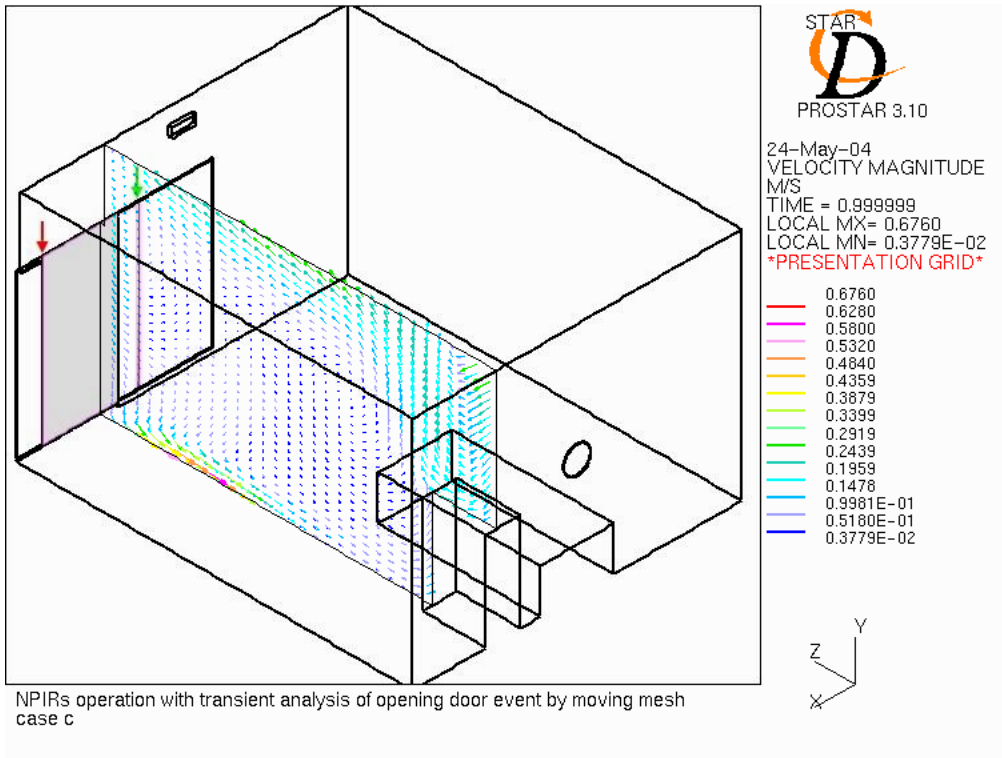 STAR
CD
PROSTAR 3.10
24-May-04
VELOCITY MAGNITUDE
M/S
TIME = 0.999999
LOCAL MX= 0.6760
LOCAL MN= 0.3779E-02
*PRESENTATION GRID*
0.6760
0.6280
0.5800
0.5320
0.4840
0.4359
0.3879
0.3399
0.2919
0.2439
0.1959
0.1478
0.9981E-01
0.5180E-01
0.3779E-02
Y
Z
X
NPIRs operation with transient analysis of opening door event by moving mesh
case c